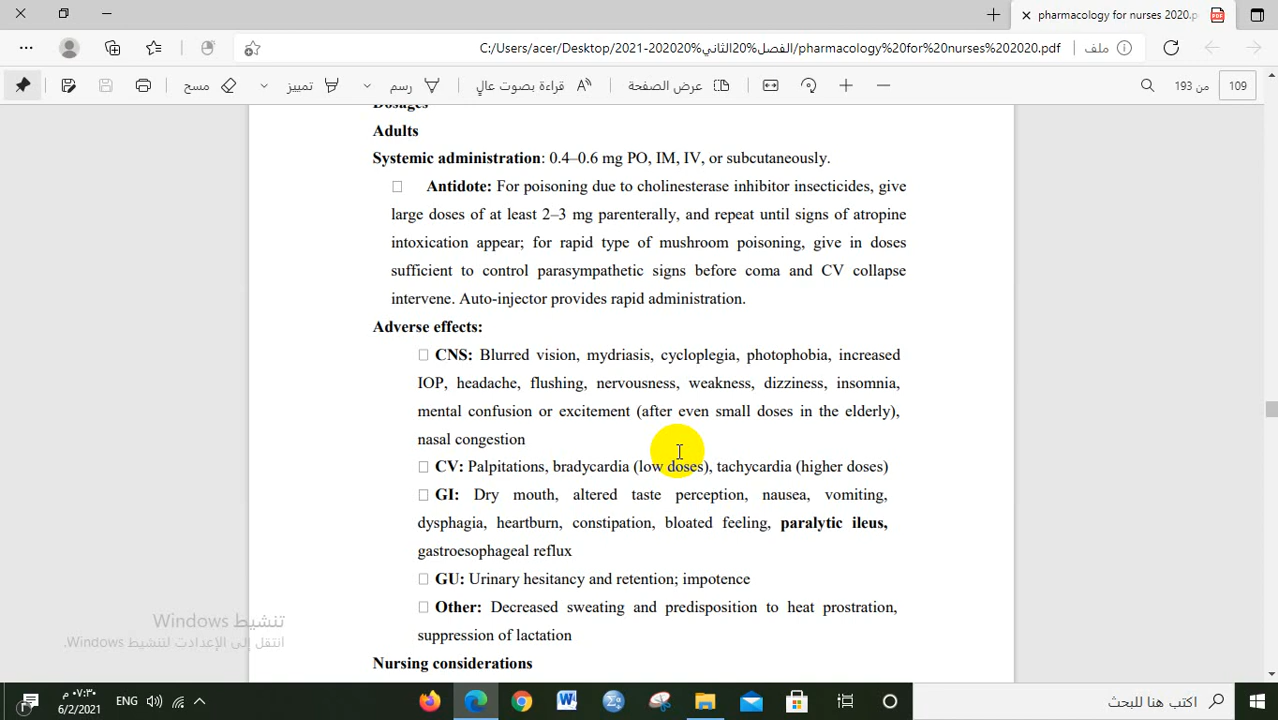 pharmacology for nurses 2020.p
C:/Users/acer/Desktop/2021-202020%الفصل%20الثاني/pharmacology%20for%20nurses%202020.pdf
ملف
مسح
تمييز
رسم
قراءة بصوت عالٍ
عرض الصفحة
193 من
109
Dosages
Adults
Systemic administration: 0.4–0.6 mg PO, IM, IV, or subcutaneously.
Antidote: For poisoning due to cholinesterase inhibitor insecticides, give
large doses of at least 2–3 mg parenterally, and repeat until signs of atropine
intoxication appear; for rapid type of mushroom poisoning, give in doses
sufficient to control parasympathetic signs before coma and CV collapse
intervene. Auto-injector provides rapid administration.
Adverse effects:
CNS: Blurred vision, mydriasis, cycloplegia, photophobia, increased
IOP, headache, flushing, nervousness, weakness, dizziness, insomnia,
mental confusion or excitement (after even small doses in the elderly),
nasal congestion
CV: Palpitations, bradycardia (low doses), tachycardia (higher doses)
GI: Dry mouth, altered taste perception, nausea, vomiting,
dysphagia, heartburn, constipation, bloated feeling, paralytic ileus,
gastroesophageal reflux
GU: Urinary hesitancy and retention; impotence
Other: Decreased sweating and predisposition to heat prostration,
suppression of lactation
Nursing considerations
تنشيط Windows
انتقل إلى الإعدادات لتنشيط Windows.
٠٧:٣٠ م
6/2/2021
ENG
اكتب هنا للبحث